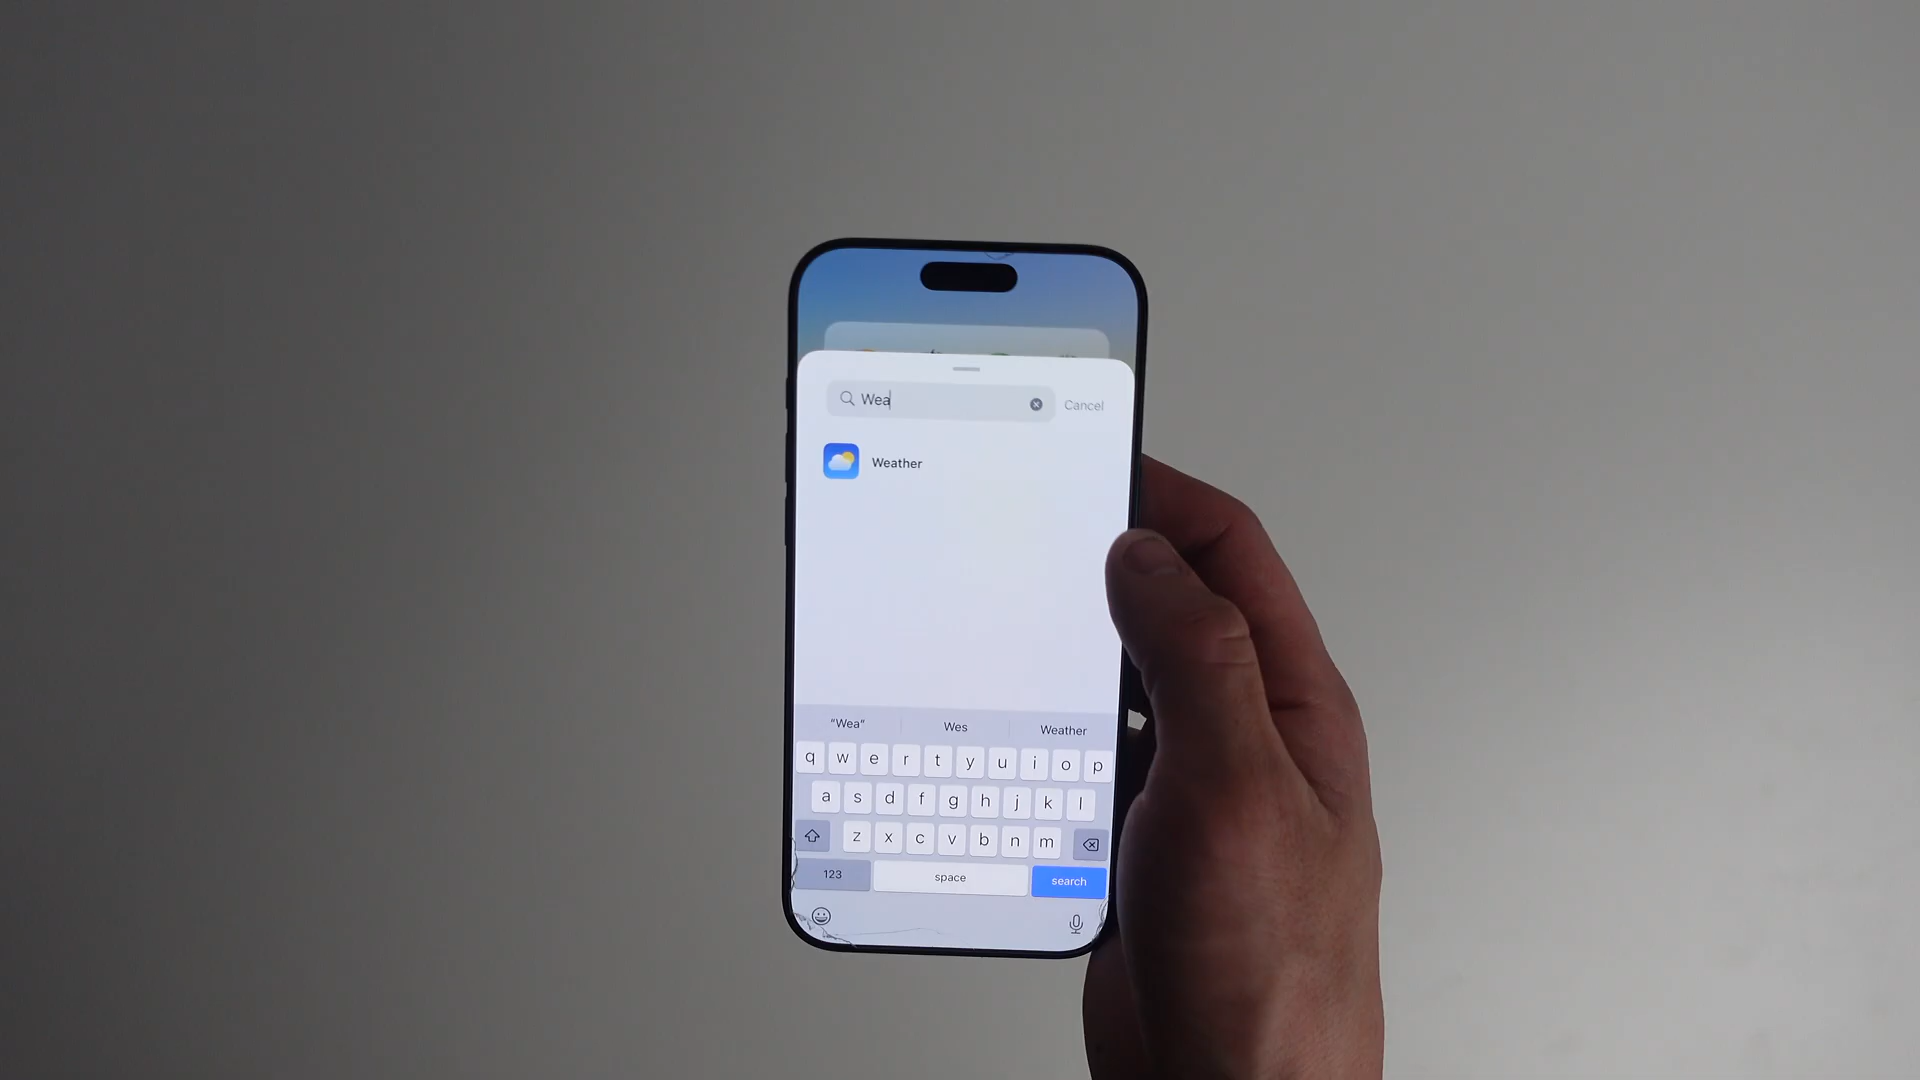 Wea
Cancel
Weather
“Wea” Wes Weather
q w e r t y u i o p
a s d f g h j k l
z x c v b n m
123 space search